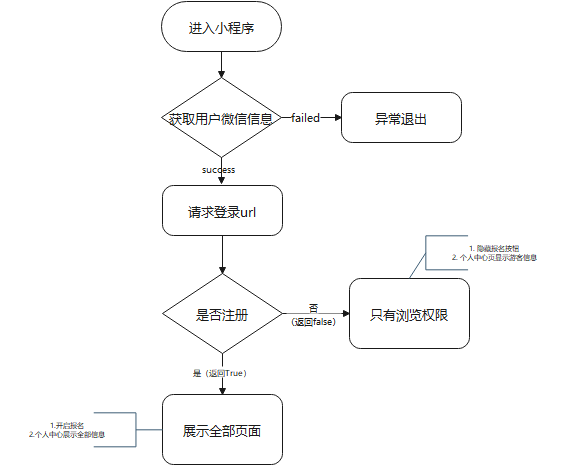 进入小程序
获取用户微信信息
failed
异常退出
success
请求登录url
1. 隐藏报名按钮
2. 个人中心页显示游客信息
是否注册
否
（返回false）
只有浏览权限
是（返回True）
1.开启报名
2.个人中心展示全部信息
展示全部页面